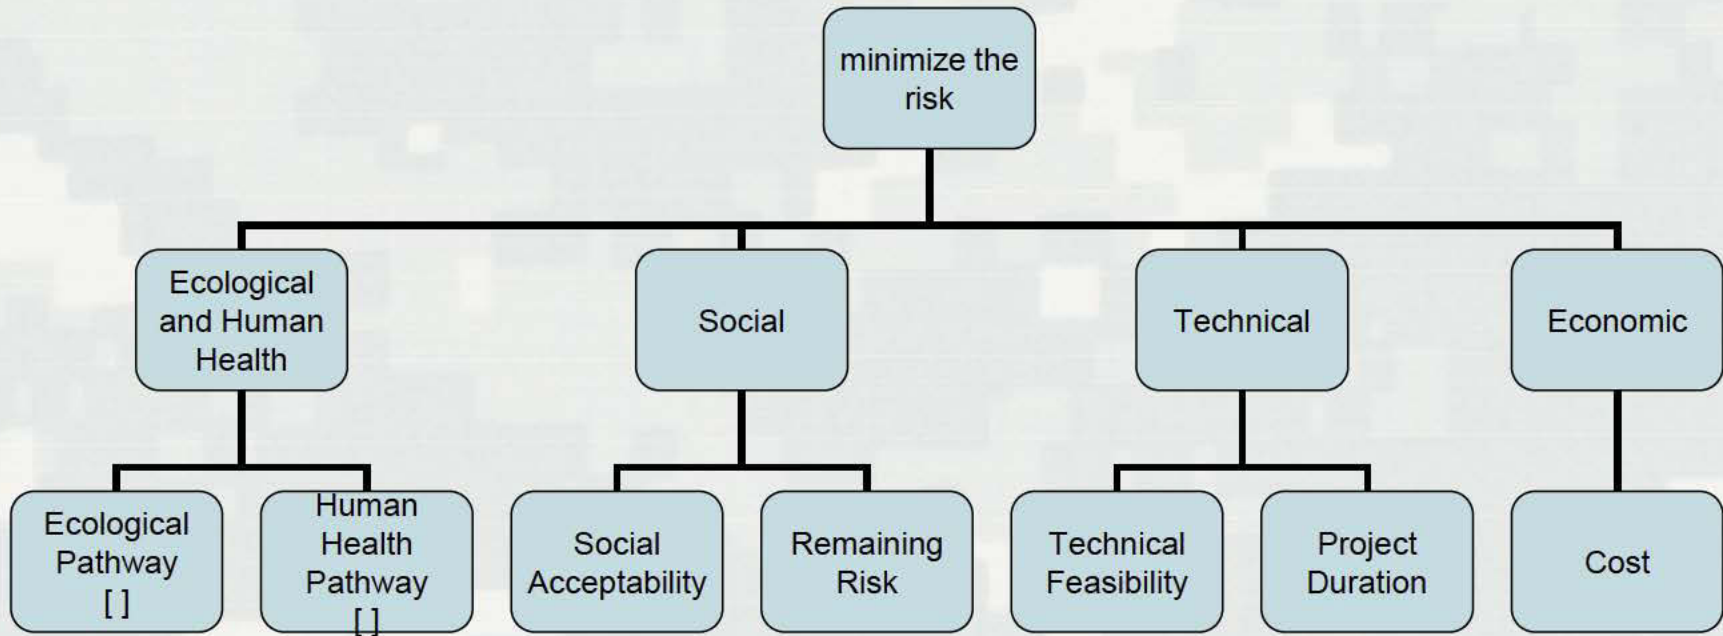 minimize the
risk
Ecological
and Human
Health
Social
Technical
Economic
Ecological
Pathway
[ ]
Human
Health
Pathway
[ ]
Social
Acceptability
Remaining
Risk
Technical
Feasibility
Project
Duration
Cost